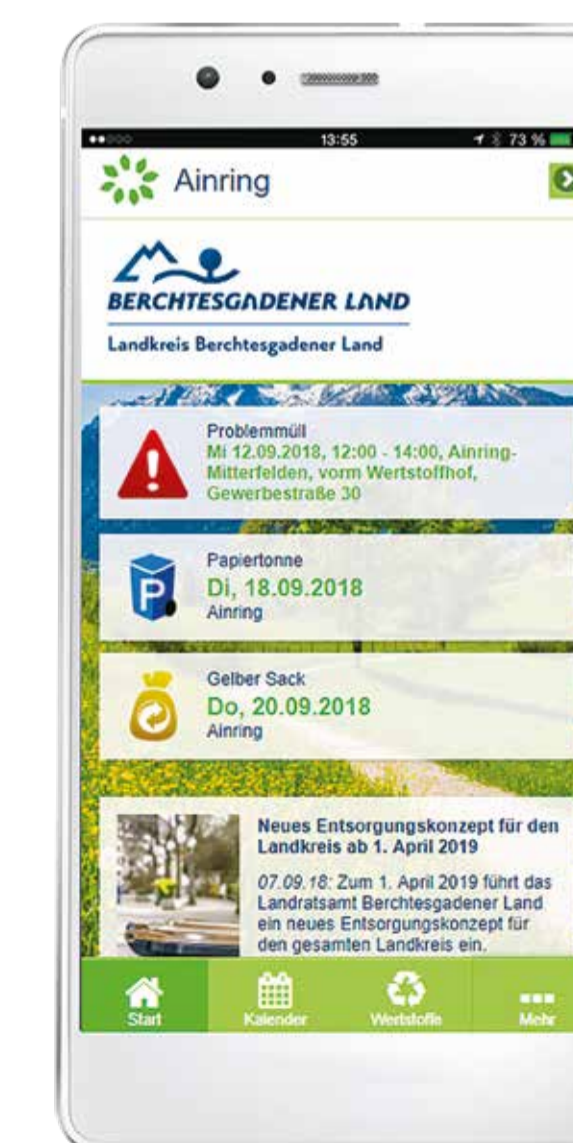 13:55 73 %
Ainring
BERCHTESGADENER LAND
Landkreis Berchtesgadener Land
Problemmüll
Mi 12.09.2018, 12:00 - 14:00, Ainring-
Mitterfelden, vorm Wertstoffhof,
Gewerbestraße 30
P
Papiertonne
Di, 18.09.2018
Ainring
Gelber Sack
Do, 20.09.2018
Ainring
Neues Entsorgungskonzept für den
Landkreis ab 1. April 2019
07.09.18: Zum 1. April 2019 führt das
Landratsamt Berchtesgadener Land
ein neues Entsorgungskonzept für
den gesamten Landkreis ein.
Start Kalender Wertstoffe Mehr